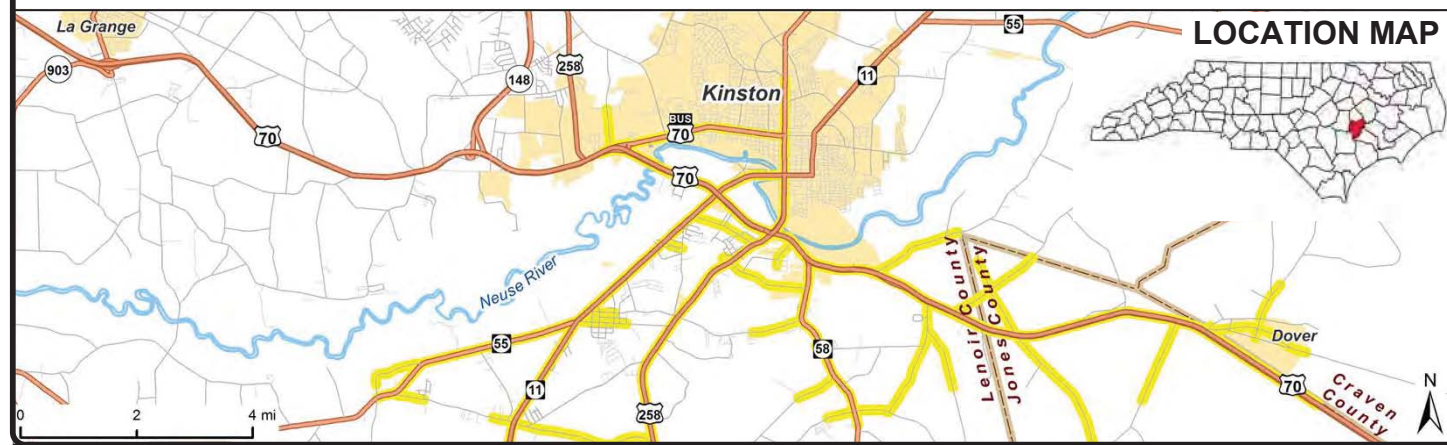 La Grange
903
70
148
258
BUS
70
Kinston
11
55
LOCATION MAP
70
Neuse River
Lenoir County
Jones County
55
11
258
58
Dover
70
Craven
County
N
0 2 4 mi